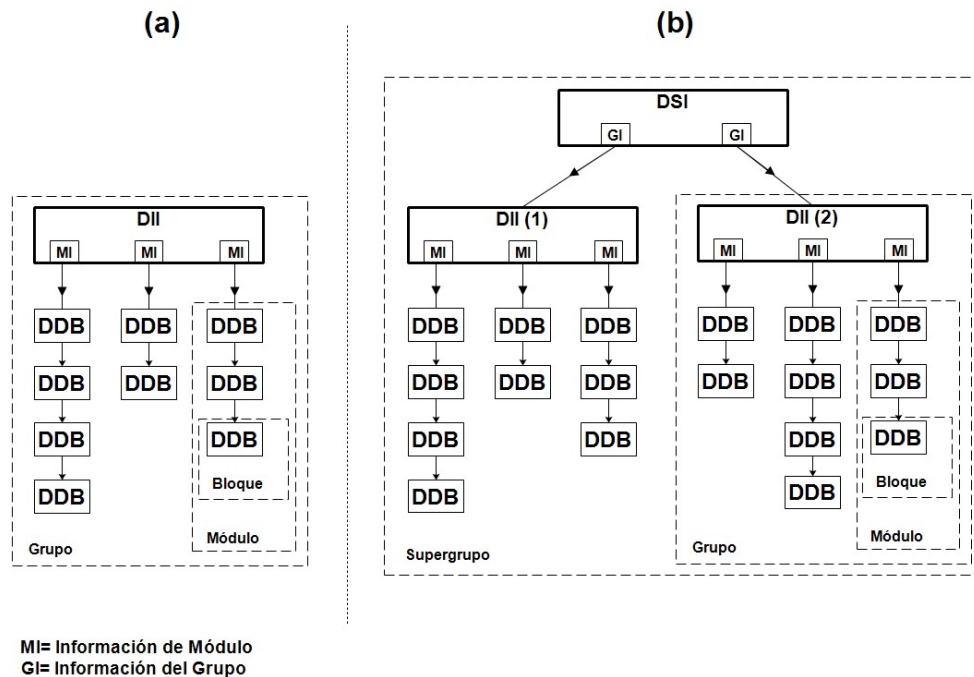 (a)
DII
MI MI MI
DDB DDB DDB
DDB DDB DDB
DDB DDB
DDB
Bloque
Módulo
Grupo
(b)
DSI
GI GI
DII (1) DII (2)
MI MI MI MI MI MI
DDB DDB DDB DDB DDB DDB
DDB DDB DDB DDB DDB DDB
DDB DDB DDB DDB
DDB DDB
Bloque
Módulo
Grupo
Supergrupo
MI= Información de Módulo
GI= Información del Grupo